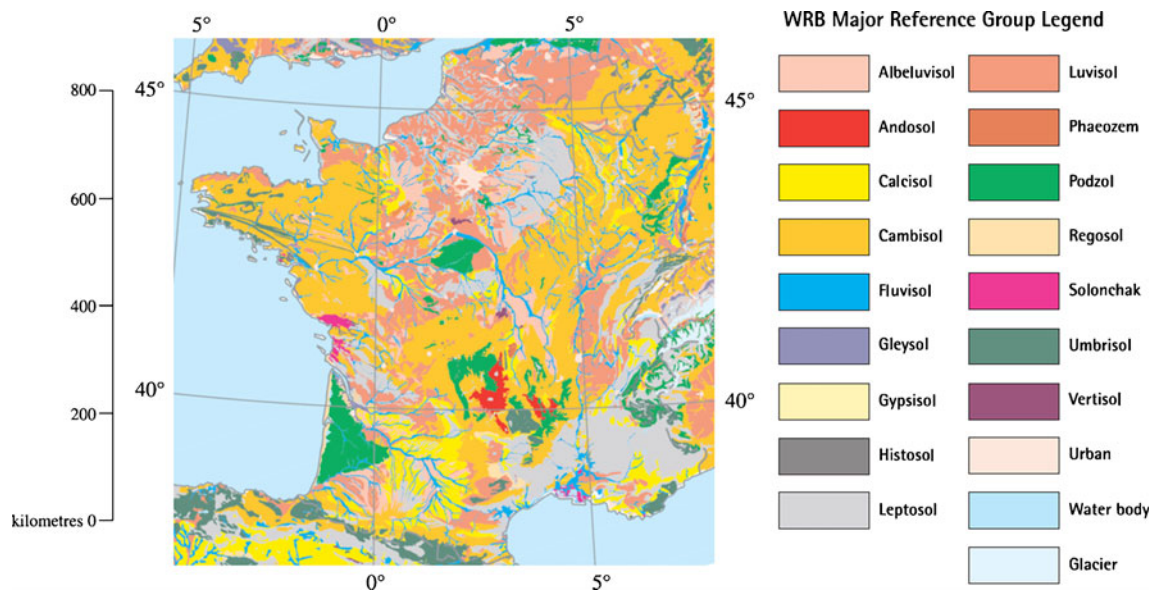 5° 0° 5°
WRB Major Reference Group Legend
Albeluvisol Luvisol
800 45° 45°
Andosol Phaeozem
Calcisol Podzol
600
Cambisol Regosol
400
Fluvisol Solonchak
Gleysol Umbrisol
40° 40°
200
Gypsisol Vertisol
Histosol Urban
kilometres 0
Leptosol Water body
Glacier
0° 5°